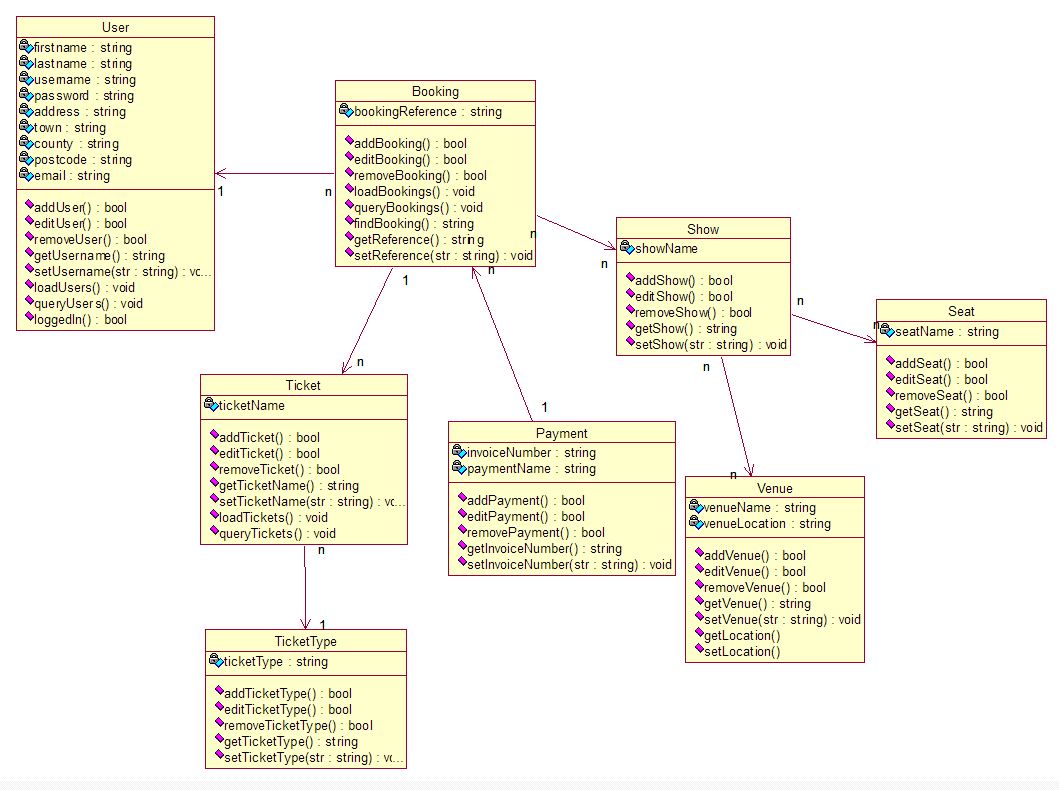 User
firstname : string
lastname : string
username : string
password : string
address : string
town : string
county : string
postcode : string
email : string
addUser() : bool
editUser() : bool
removeUser() : bool
getUsername() : string
setUsername(str : string) : vo...
loadUsers() : void
queryUsers() : void
loggedIn() : bool
1
n
Booking
bookingReference : string
addBooking() : bool
editBooking() : bool
removeBooking() : bool
loadBookings() : void
queryBookings() : void
findBooking() : string
getReference() : string
setReference(str : string) : void
n
n
1
n
n
1
Show
showName
addShow() : bool
editShow() : bool
removeShow() : bool
getShow() : string
setShow(str : string) : void
n
n
n
n
Seat
seatName : string
addSeat() : bool
editSeat() : bool
removeSeat() : bool
getSeat() : string
setSeat(str : string) : void
Ticket
ticketName
addTicket() : bool
editTicket() : bool
removeTicket() : bool
getTicketName() : string
setTicketName(str : string) : vo...
loadTickets() : void
queryTickets() : void
n
1
Payment
invoiceNumber : string
paymentName : string
addPayment() : bool
editPayment() : bool
removePayment() : bool
getInvoiceNumber() : string
setInvoiceNumber(str : string) : void
Venue
venueName : string
venueLocation : string
addVenue() : bool
editVenue() : bool
removeVenue() : bool
getVenue() : string
setVenue(str : string) : void
getLocation()
setLocation()
TicketType
ticketType : string
addTicketType() : bool
editTicketType() : bool
removeTicketType() : bool
getTicketType() : string
setTicketType(str : string) : vo...